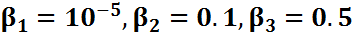 β₁ = 10⁻⁵, β₂ = 0.1, β₃ = 0.5